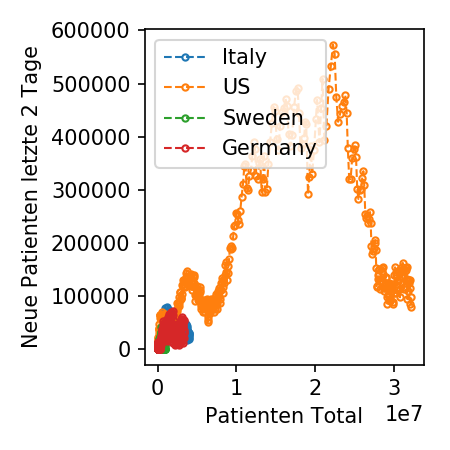 600000
500000
400000
300000
200000
100000
0
Neue Patienten letzte 2 Tage
Italy
US
Sweden
Germany
0 1 2 3
1e7
Patienten Total